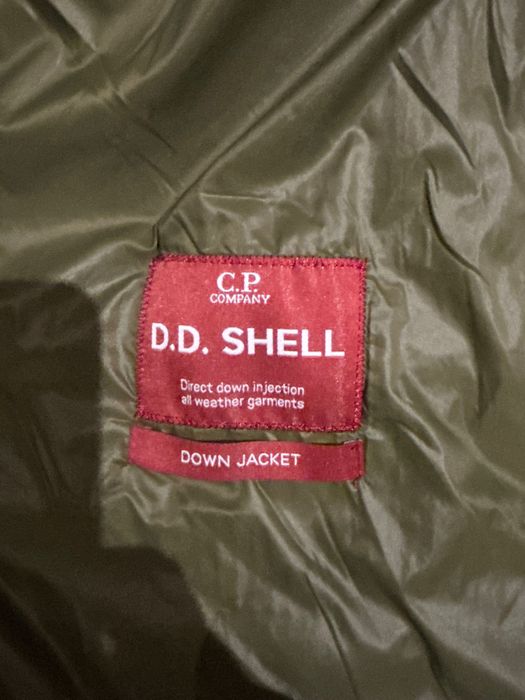 C.P.
COMPANY
D.D. SHELL
Direct down injection
all weather garments
DOWN JACKET